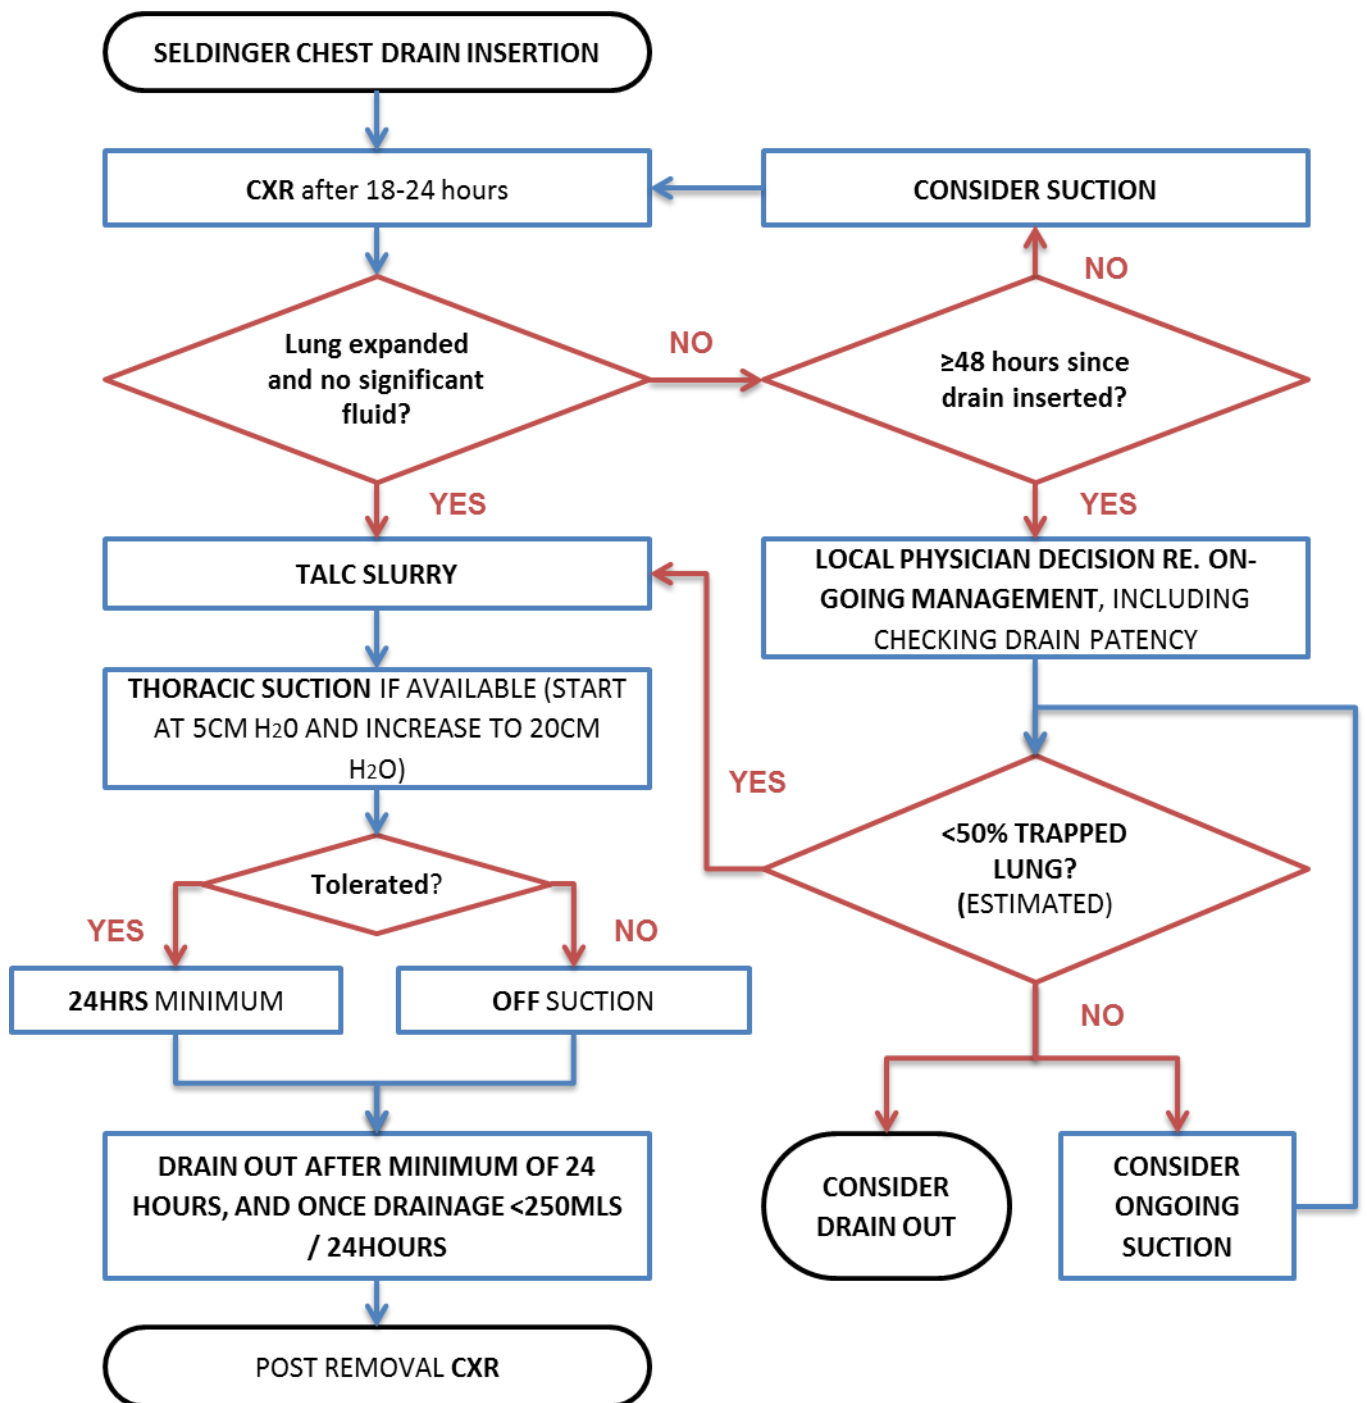 SELDINGER CHEST DRAIN INSERTION
CXR after 18-24 hours
CONSIDER SUCTION
NO
Lung expanded
and no significant
fluid?
NO
≥48 hours since
drain inserted?
YES
YES
TALC SLURRY
LOCAL PHYSICIAN DECISION RE. ON-
GOING MANAGEMENT, INCLUDING
CHECKING DRAIN PATENCY
THORACIC SUCTION IF AVAILABLE (START
AT 5CM H20 AND INCREASE TO 20CM
H2O)
YES
<50% TRAPPED
LUNG?
(ESTIMATED)
Tolerated?
YES
NO
24HRS MINIMUM
OFF SUCTION
NO
DRAIN OUT AFTER MINIMUM OF 24
HOURS, AND ONCE DRAINAGE <250MLS
/ 24HOURS
CONSIDER
DRAIN OUT
CONSIDER
ONGOING
SUCTION
POST REMOVAL CXR